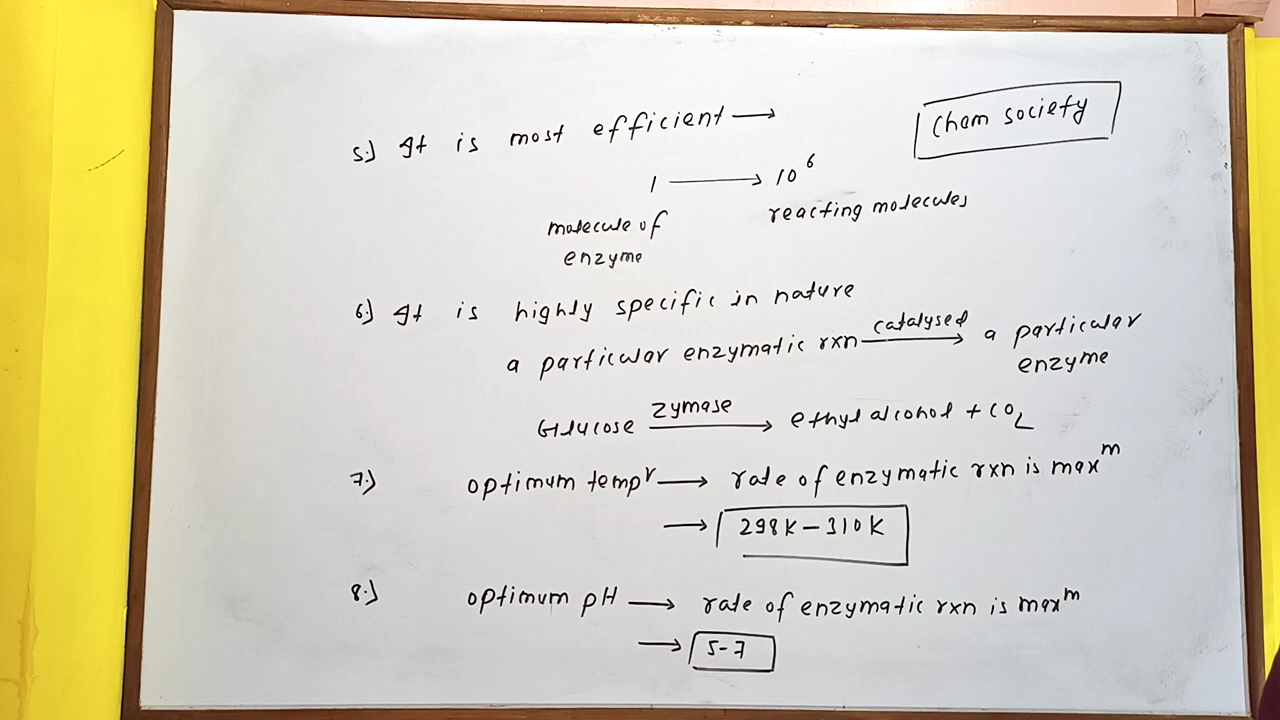 5.) It is most efficient →
Chem society
1 → 10⁶
molecule of reacting molecules
enzyme
6.) It is highly specific in nature
a particular enzymatic rxn catalysed → a particular
enzyme
Glucose zymase → ethyl alcohol + CO₂
7.) optimum tempʳ → rate of enzymatic rxn is maxᵐ
→ 298K – 310K
8.) optimum pH → rate of enzymatic rxn is maxᵐ
→ 5-7